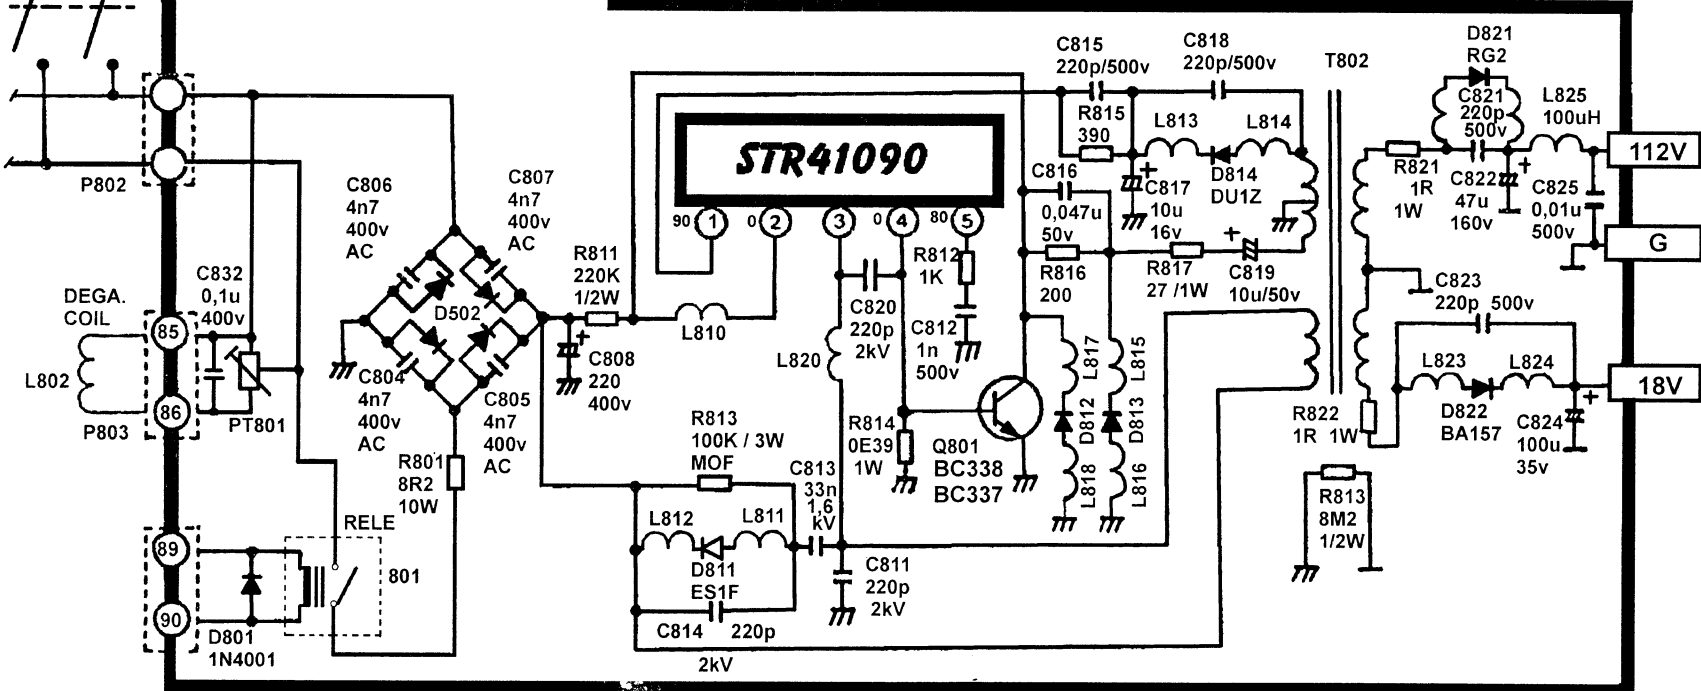 P802
C806
4n7
400v
AC
C807
4n7
400v
AC
C832
0,1u
400v
DEGA.
COIL
85
L802
86
P803
PT801
D502
C804
4n7
400v
AC
C805
4n7
400v
AC
R801
8R2
10W
RELE
801
89
90
D801
1N4001
R811
220K
1/2W
+
C808
220
400v
L810
STR41090
90
1
0
2
3
0
4
80
5
R812
1K
C820
220p
2kV
C812
1n
500v
L820
R814
0E39
1W
Q801
BC338
BC337
R813
100K / 3W
MOF
C813
33n
1,6
kV
L812
L811
D811
ES1F
C814
220p
2kV
C811
220p
2kV
C815
220p/500v
C818
220p/500v
R815
390
L813
L814
C816
0,047u
50v
+
C817
10u
16v
D814
DU1Z
R816
200
R817
27 /1W
+
C819
10u/50v
L817
D812
L818
L815
D813
L816
T802
D821
RG2
C821
220p
500v
L825
100uH
R821
1R
1W
+
C822
47u
160v
C825
0,01u
500v
112V
G
C823
220p 500v
L823
L824
D822
BA157
R822
1R 1W
+
C824
100u
35v
18V
R813
8M2
1/2W